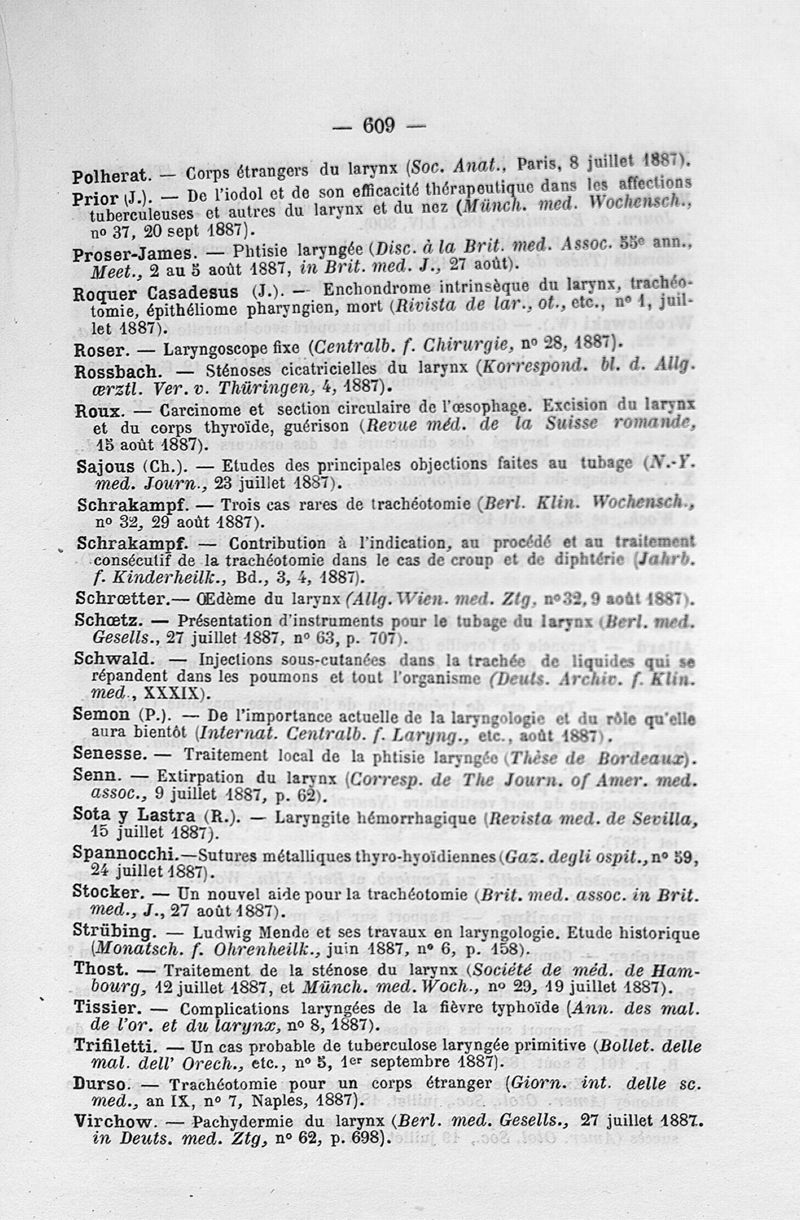 — 609 —
Polherat. — Corps étrangers du larynx (Soc. Anat., Paris, 8 juillet 1887).
Prior (J.). — De l'iodol et de son efficacité thérapeutique dans les affections
tuberculeuses et autres du larynx et du nez (Münch. med. Wochensch.,
no 37, 20 sept 1887).
Proser-James. — Phtisie laryngée (Disc. à la Brit. med. Assoc. 55e ann.,
Meet., 2 au 5 août 1887, in Brit. med. J., 27 août).
Roquer Casadesus (J.). — Enchondrome intrinsèque du larynx, trachéo-
tomie, épithéliome pharyngien, mort (Rivista de lar., ot., etc., no 1, juil-
let 1887).
Roser. — Laryngoscope fixe (Centralb. f. Chirurgie, no 28, 1887).
Rossbach. — Sténoses cicatricielles du larynx (Korrespond. bl. d. Allg.
œrztl. Ver. v. Thüringen, 4, 1887).
Roux. — Carcinome et section circulaire de l'œsophage. Excision du larynx
et du corps thyroïde, guérison (Revue méd. de la Suisse romande,
15 août 1887).
Sajous (Ch.). — Etudes des principales objections faites au tubage (N.-Y.
med. Journ., 23 juillet 1887).
Schrakampf. — Trois cas rares de trachéotomie (Berl. Klin. Wochensch.,
no 32, 29 août 1887).
Schrakampf. — Contribution à l'indication, au procédé et au traitement
consécutif de la trachéotomie dans le cas de croup et de diphtérie (Jahrb.
f. Kinderheilk., Bd., 3, 4, 1887).
Schrœtter.— Œdème du larynx (Allg. Wien. med. Ztg, no 32, 9 août 1887).
Schœtz. — Présentation d'instruments pour le tubage du larynx (Berl. med.
Gesells., 27 juillet 1887, no 63, p. 707).
Schwald. — Injections sous-cutanées dans la trachée de liquides qui se
répandent dans les poumons et tout l'organisme (Deuts. Archiv. f. Klin.
med., XXXIX).
Semon (P.). — De l'importance actuelle de la laryngologie et du rôle qu'elle
aura bientôt (Internat. Centralb. f. Laryng., etc., août 1887).
Senesse. — Traitement local de la phtisie laryngée (Thèse de Bordeaux).
Senn. — Extirpation du larynx (Corresp. de The Journ. of Amer. med.
assoc., 9 juillet 1887, p. 62).
Sota y Lastra (R.). — Laryngite hémorrhagique (Revista med. de Sevilla,
15 juillet 1887).
Spannocchi.—Sutures métalliques thyro-hyoïdiennes (Gaz. degli ospit., no 59,
24 juillet 1887).
Stocker. — Un nouvel aide pour la trachéotomie (Brit. med. assoc. in Brit.
med., J., 27 août 1887).
Strübing. — Ludwig Mende et ses travaux en laryngologie. Etude historique
(Monatsch. f. Ohrenheilk., juin 1887, no 6, p. 158).
Thost. — Traitement de la sténose du larynx (Société de méd. de Ham-
bourg, 12 juillet 1887, et Münch. med. Woch., no 29, 19 juillet 1887).
Tissier. — Complications laryngées de la fièvre typhoïde (Ann. des mal.
de l'or. et du larynx, no 8, 1887).
Trifiletti. — Un cas probable de tuberculose laryngée primitive (Bollet. delle
mal. dell' Orech., etc., no 5, 1er septembre 1887).
Durso. — Trachéotomie pour un corps étranger (Giorn. int. delle sc.
med., an IX, no 7, Naples, 1887).
Virchow. — Pachydermie du larynx (Berl. med. Gesells., 27 juillet 1887.
in Deuts. med. Ztg, no 62, p. 698).